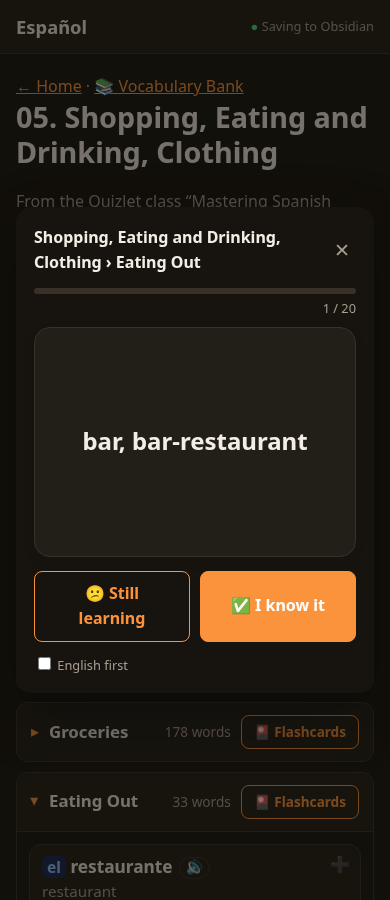 Español
Saving to Obsidian
← Home · 📚 Vocabulary Bank
05. Shopping, Eating and
Drinking, Clothing
From the Quizlet class “Mastering Spanish
Shopping, Eating and Drinking,
Clothing › Eating Out
✕
1 / 20
bar, bar-restaurant
😕 Still
learning
✅ I know it
English first
▸ Groceries 178 words 🎴 Flashcards
▾ Eating Out 33 words 🎴 Flashcards
el restaurante 🔊 ➕
restaurant